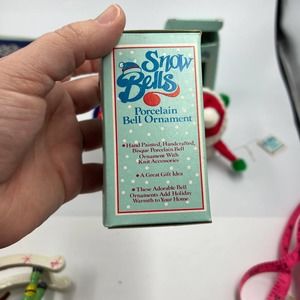 Snow
Bells
Porcelain
Bell Ornament
• Hand Painted, Handcrafted,
Bisque Porcelain Bell
Ornament With
Knit Accessories
• A Great Gift Idea
• These Adorable Bell
Ornaments Add Holiday
Warmth to Your Home